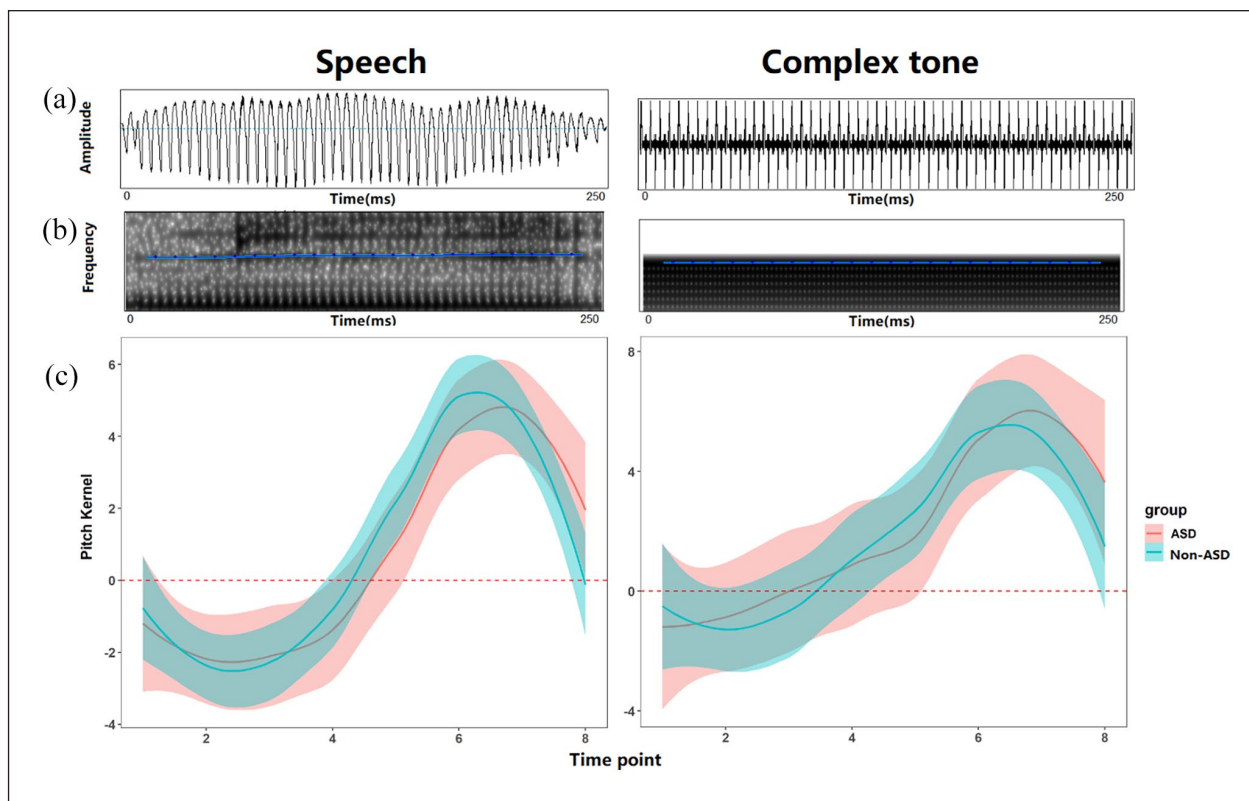 Speech
Complex tone
(a)
Amplitude
0
Time(ms)
250
0
Time(ms)
250
(b)
Frequency
0
Time(ms)
250
0
Time(ms)
250
(c)
Pitch Kernel
6
4
2
0
-2
-4
2
4
6
8
8
4
0
-4
2
4
6
8
Time point
group
ASD
Non-ASD